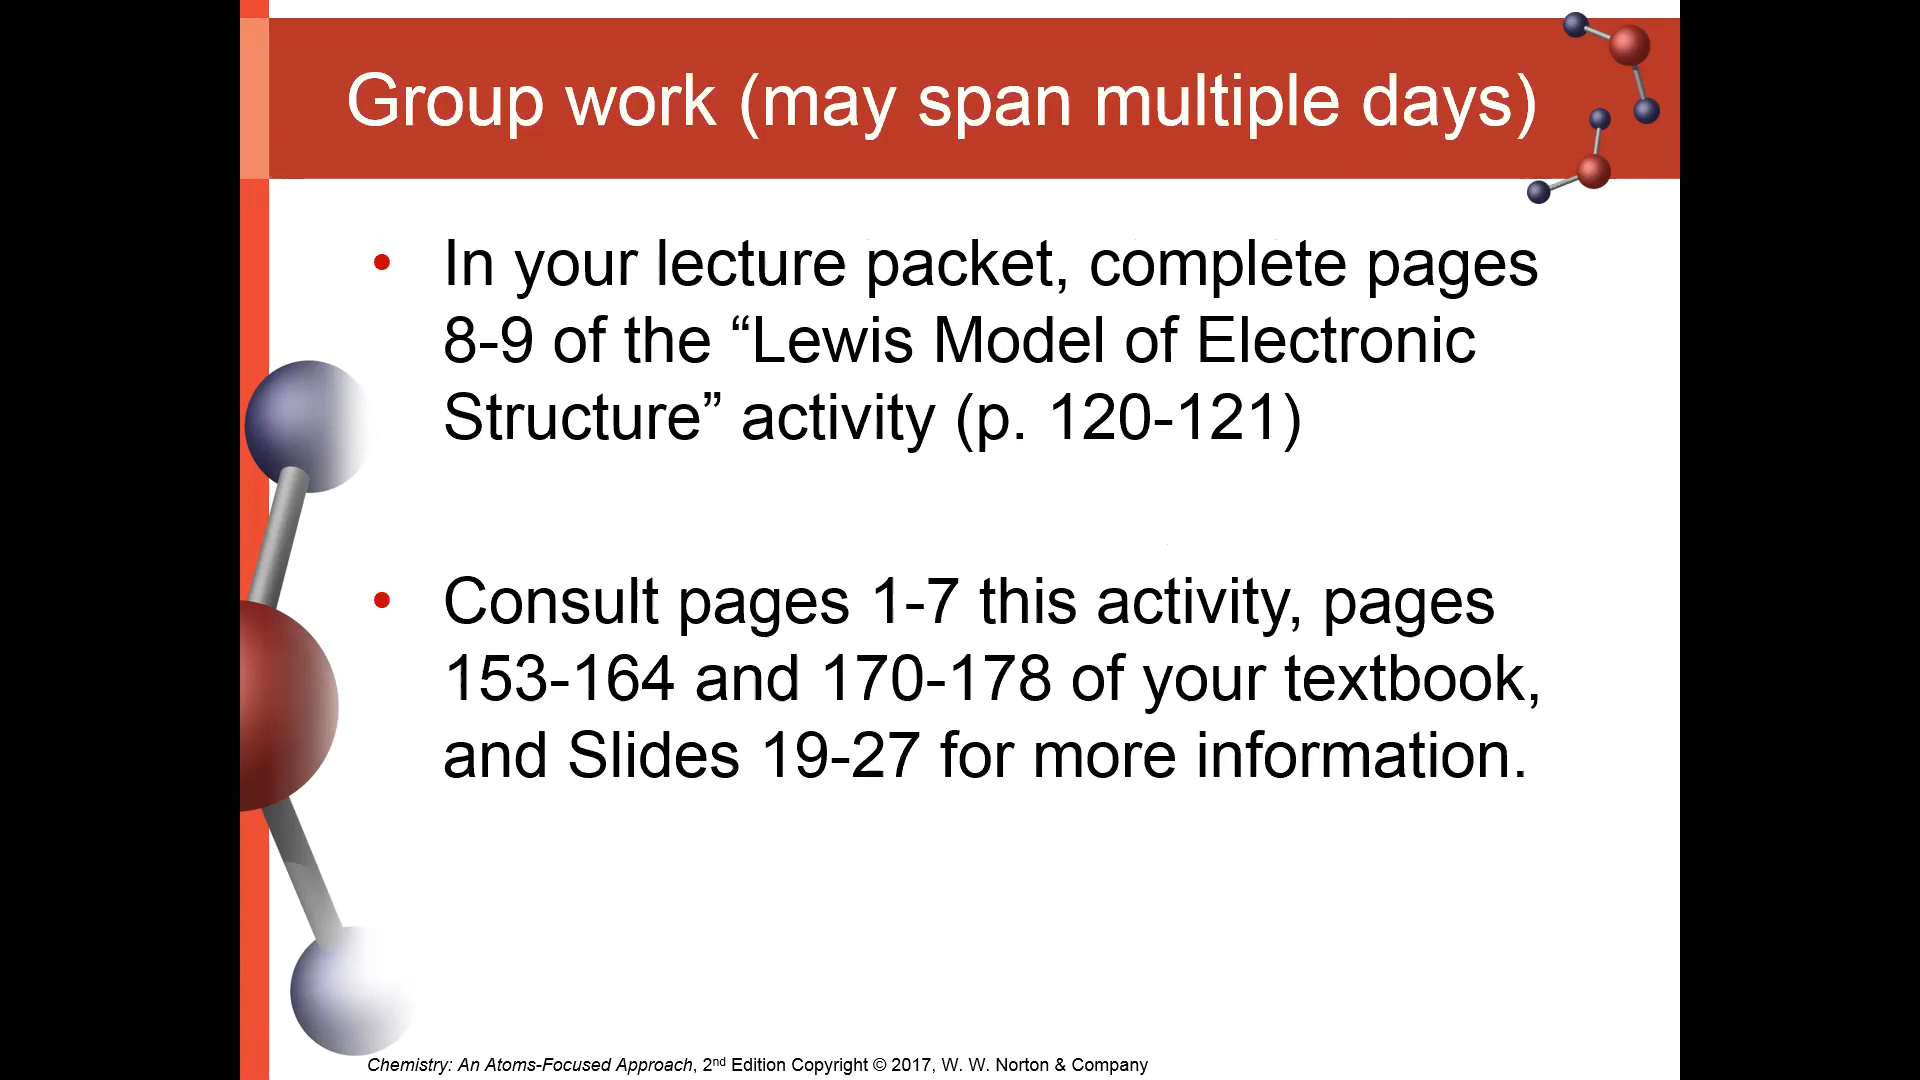 Group work (may span multiple days)
• In your lecture packet, complete pages
8-9 of the “Lewis Model of Electronic
Structure” activity (p. 120-121)
• Consult pages 1-7 this activity, pages
153-164 and 170-178 of your textbook,
and Slides 19-27 for more information.
Chemistry: An Atoms-Focused Approach, 2nd Edition Copyright © 2017, W. W. Norton & Company